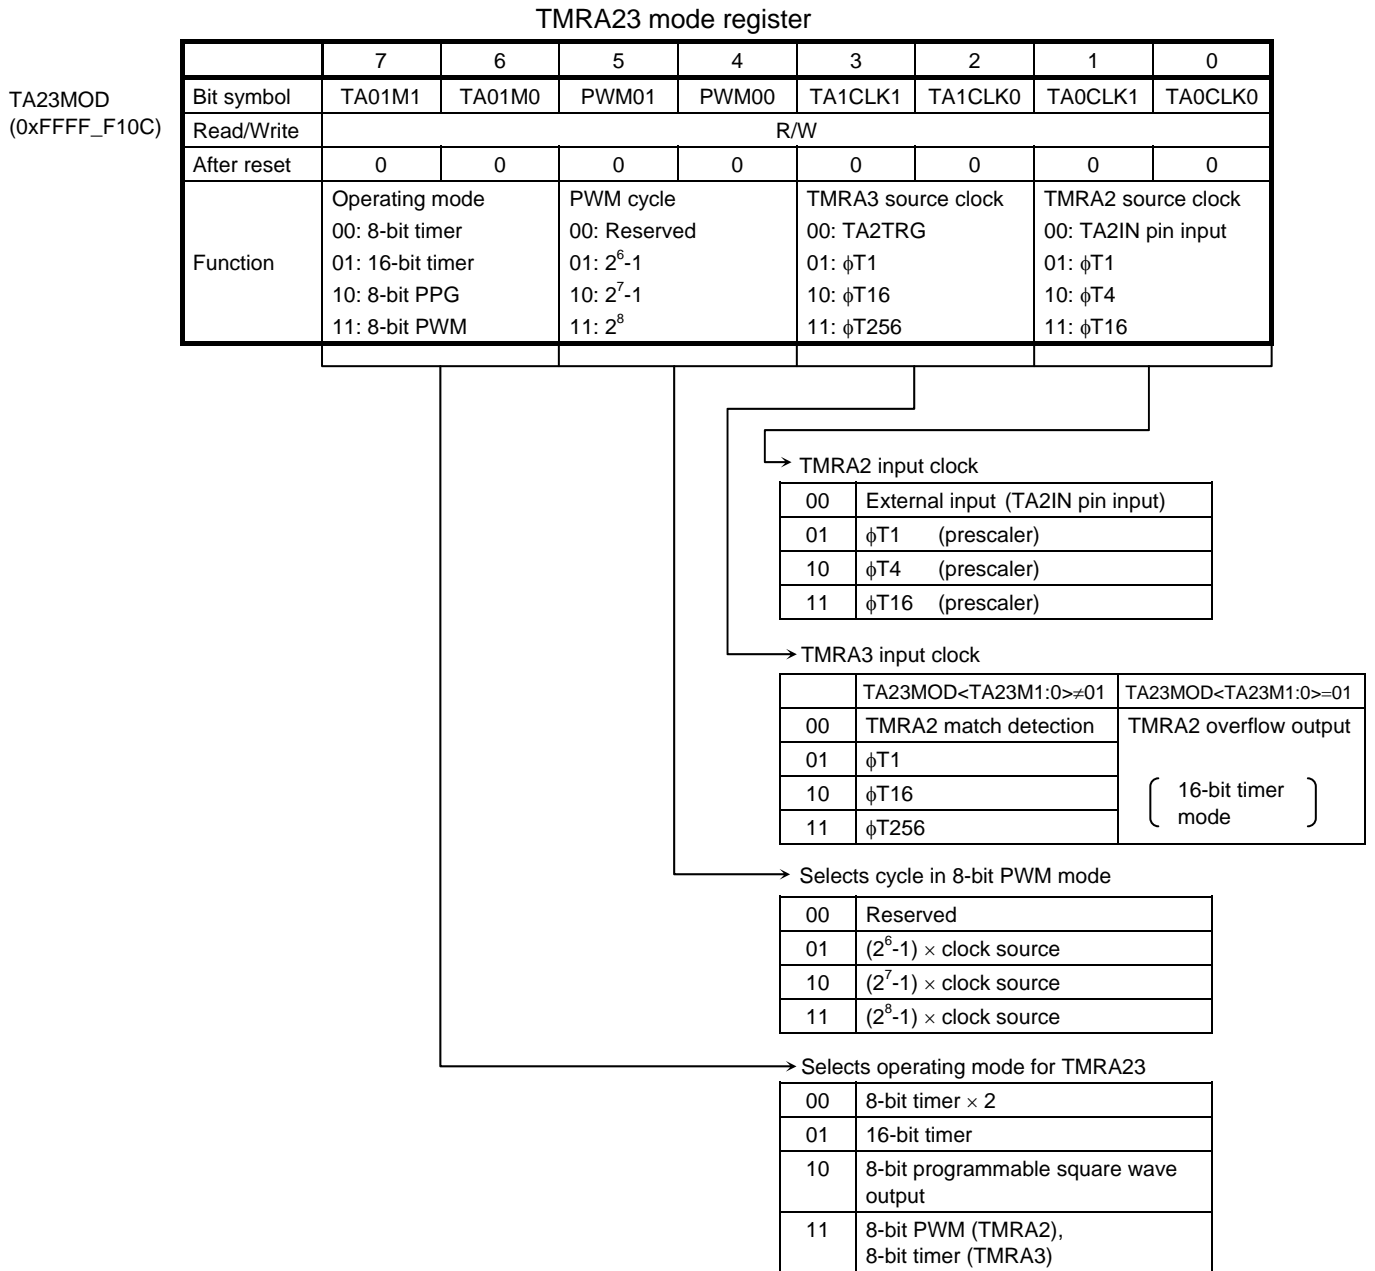 TMRA23 mode register
TA23MOD
(0xFFFF_F10C)
7 6 5 4 3 2 1 0
Bit symbol TA01M1 TA01M0 PWM01 PWM00 TA1CLK1 TA1CLK0 TA0CLK1 TA0CLK0
Read/Write R/W
After reset 0 0 0 0 0 0 0 0
Function
Operating mode
00: 8-bit timer
01: 16-bit timer
10: 8-bit PPG
11: 8-bit PWM
PWM cycle
00: Reserved
01: 2⁶-1
10: 2⁷-1
11: 2⁸
TMRA3 source clock
00: TA2TRG
01: ϕT1
10: ϕT16
11: ϕT256
TMRA2 source clock
00: TA2IN pin input
01: ϕT1
10: ϕT4
11: ϕT16
TMRA2 input clock
00 External input (TA2IN pin input)
01 ϕT1 (prescaler)
10 ϕT4 (prescaler)
11 ϕT16 (prescaler)
TMRA3 input clock
TA23MOD<TA23M1:0>≠01 TA23MOD<TA23M1:0>=01
00 TMRA2 match detection TMRA2 overflow output
01 ϕT1
10 ϕT16
11 ϕT256
16-bit timer
mode
Selects cycle in 8-bit PWM mode
00 Reserved
01 (2⁶-1) × clock source
10 (2⁷-1) × clock source
11 (2⁸-1) × clock source
Selects operating mode for TMRA23
00 8-bit timer × 2
01 16-bit timer
10 8-bit programmable square wave
output
11 8-bit PWM (TMRA2),
8-bit timer (TMRA3)